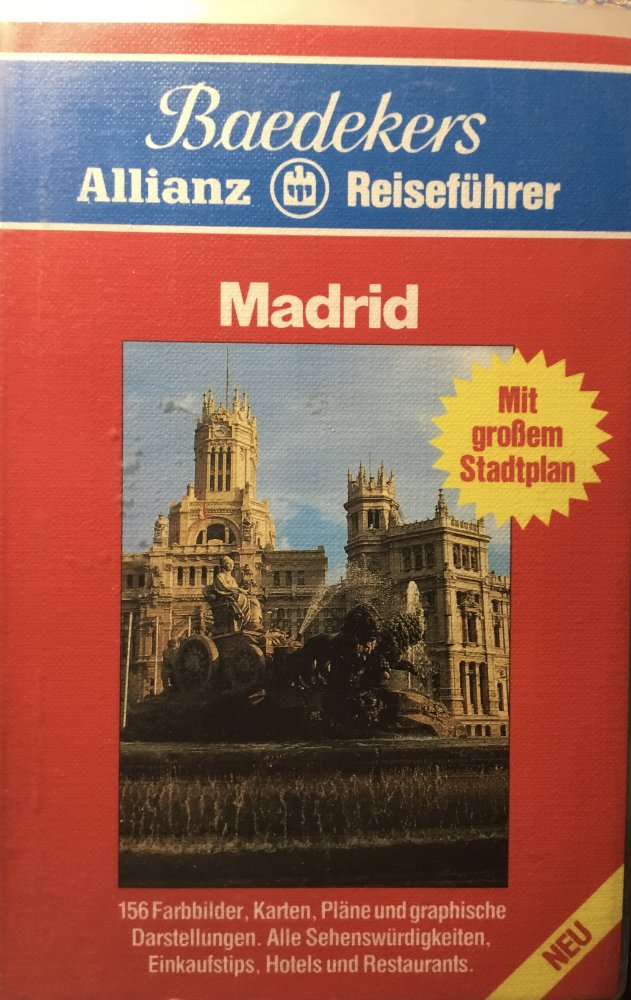 Baedekers
Allianz Reiseführer
Madrid
Mit
großem
Stadtplan
156 Farbbilder, Karten, Pläne und graphische
Darstellungen. Alle Sehenswürdigkeiten,
Einkaufstips, Hotels und Restaurants.
NEU